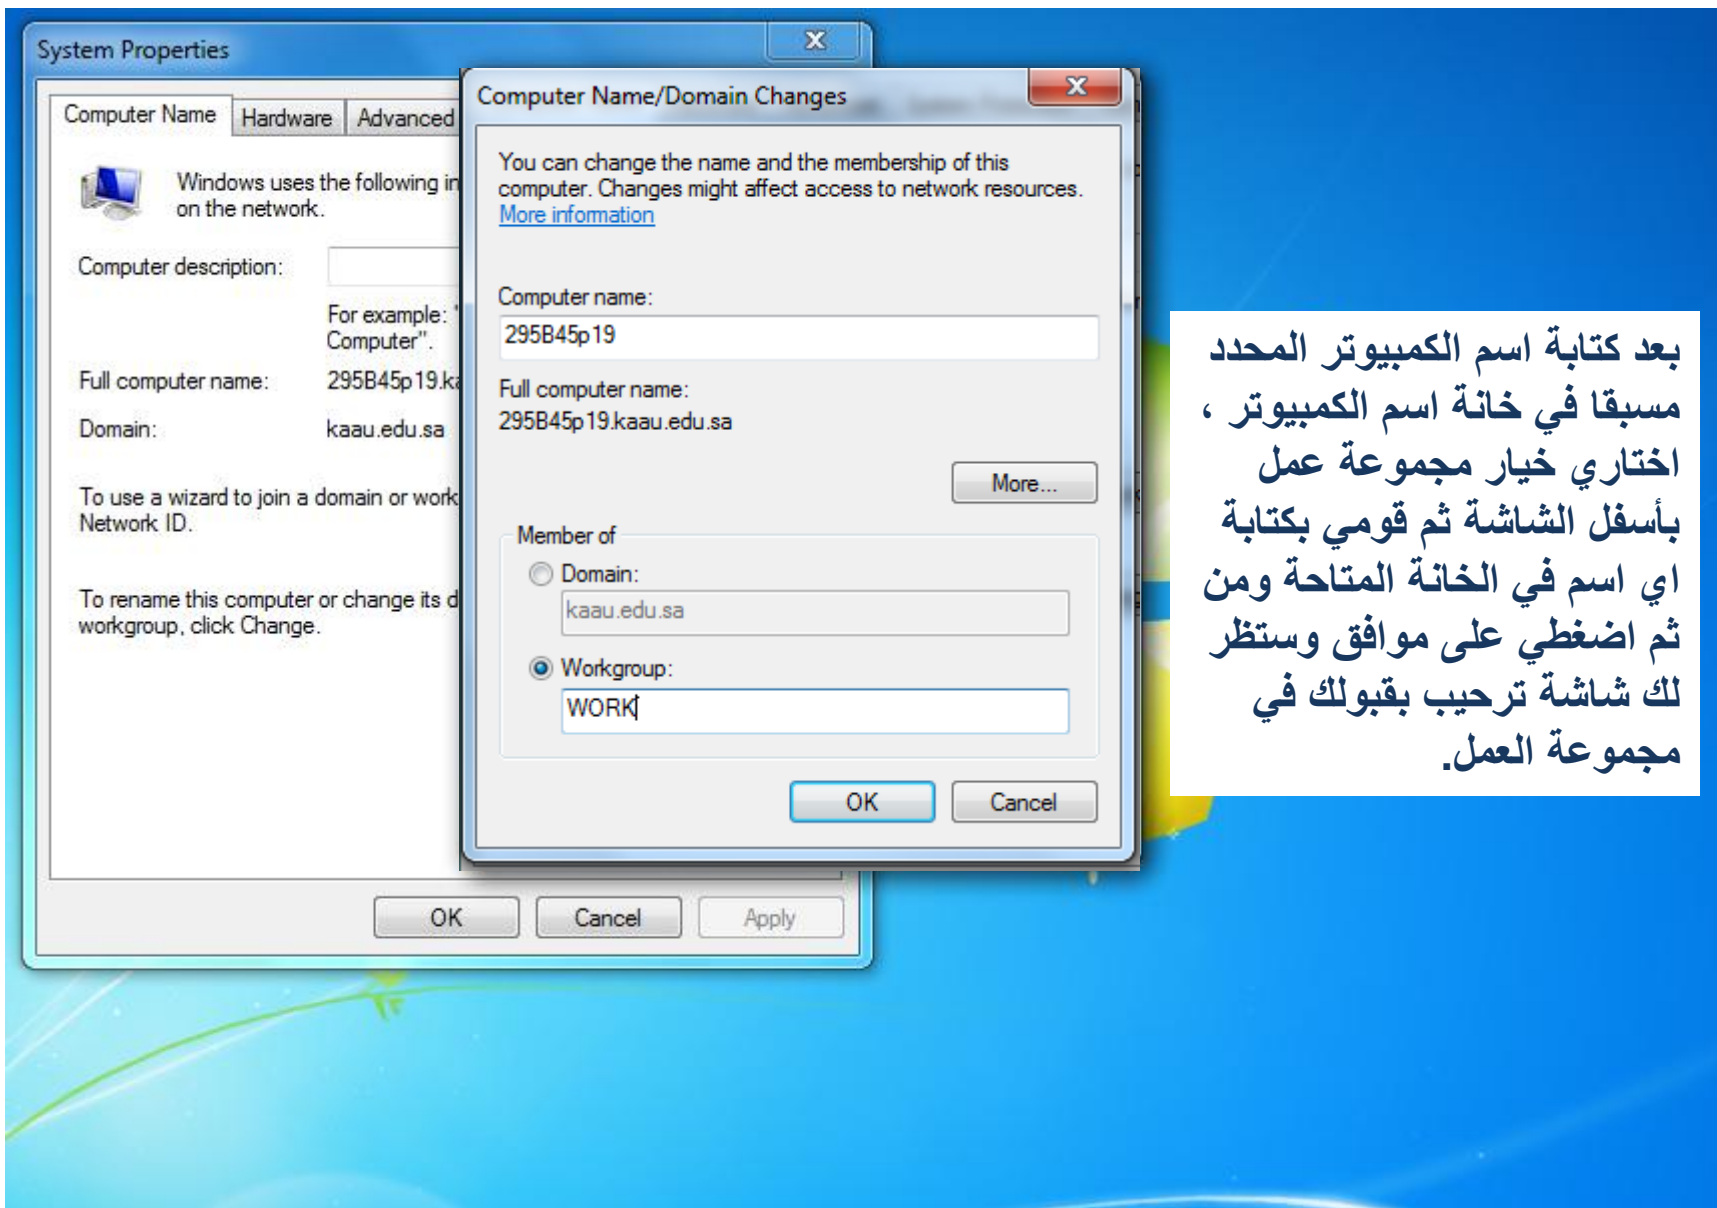 System Properties
Computer Name
Hardware
Advanced
Windows uses the following in
on the network.
Computer description:
For example: "
Computer".
Full computer name:
295B45p19.ka
Domain:
kaau.edu.sa
To use a wizard to join a domain or work
Network ID.
To rename this computer or change its d
workgroup, click Change.
OK
Cancel
Apply
Computer Name/Domain Changes
You can change the name and the membership of this
computer. Changes might affect access to network resources.
More information
Computer name:
295B45p19
Full computer name:
295B45p19.kaau.edu.sa
More...
Member of
Domain:
kaau.edu.sa
Workgroup:
WORK
OK
Cancel
بعد كتابة اسم الكمبيوتر المحدد
مسبقا في خانة اسم الكمبيوتر ،
اختاري خيار مجموعة عمل
بأسفل الشاشة ثم قومي بكتابة
اي اسم في الخانة المتاحة ومن
ثم اضغطي على موافق وستظر
لك شاشة ترحيب بقبولك في
مجموعة العمل.